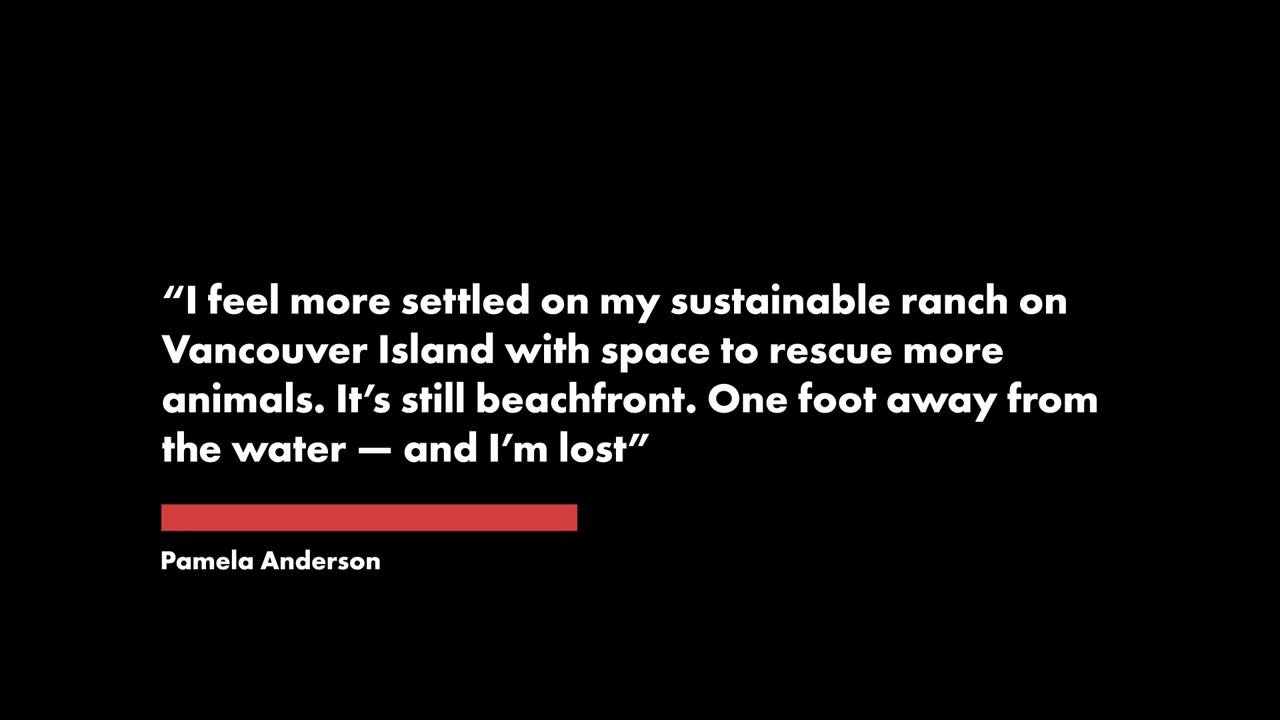 “I feel more settled on my sustainable ranch on
Vancouver Island with space to rescue more
animals. It’s still beachfront. One foot away from
the water — and I’m lost”
Pamela Anderson